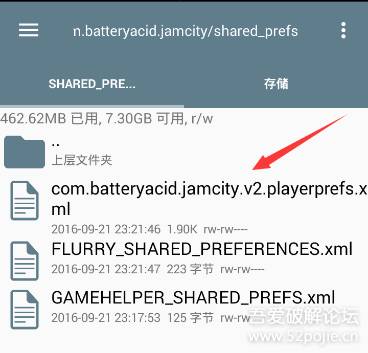 n.batteryacid.jamcity/shared_prefs
SHARED_PRE... 存储
462.62MB 已用, 7.30GB 可用, r/w
..
上层文件夹
com.batteryacid.jamcity.v2.playerprefs.x
ml
2016-09-21 23:21:46 1.90K rw-rw----
FLURRY_SHARED_PREFERENCES.xml
2016-09-21 23:21:47 223 字节 rw-rw----
GAMEHELPER_SHARED_PREFS.xml
2016-09-21 23:17:53 125 字节 rw-rw----
吾爱破解论坛
www.52pojie.cn